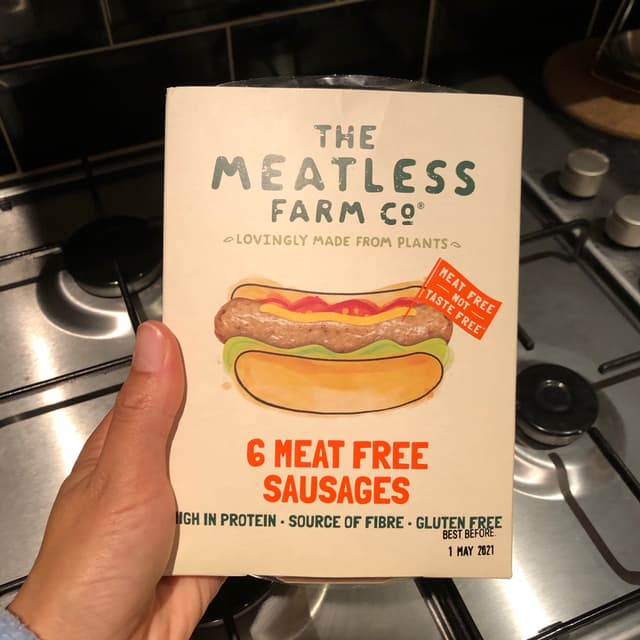 THE
MEATLESS
FARM CO®
LOVINGLY MADE FROM PLANTS
MEAT FREE
NOT
TASTE FREE
6 MEAT FREE
SAUSAGES
HIGH IN PROTEIN · SOURCE OF FIBRE · GLUTEN FREE
BEST BEFORE:
1 MAY 2021